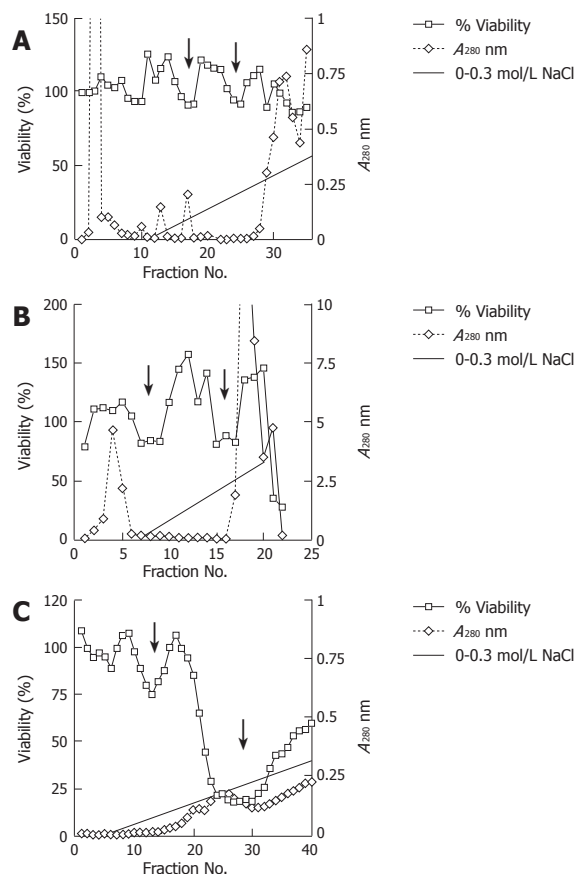 A
150
100
50
0
Viability (%)
1
0.75
0.5
0.25
0
A280 nm
0 10 20 30
Fraction No.
% Viability
A280 nm
0-0.3 mol/L NaCl
B
200
150
100
50
0
Viability (%)
10
7.5
5
2.5
0
A280 nm
0 5 10 15 20 25
Fraction No.
% Viability
A280 nm
0-0.3 mol/L NaCl
C
120
100
75
50
25
0
Viability (%)
1
0.75
0.5
0.25
0
A280 nm
0 10 20 30 40
Fraction No.
% Viability
A280 nm
0-0.3 mol/L NaCl